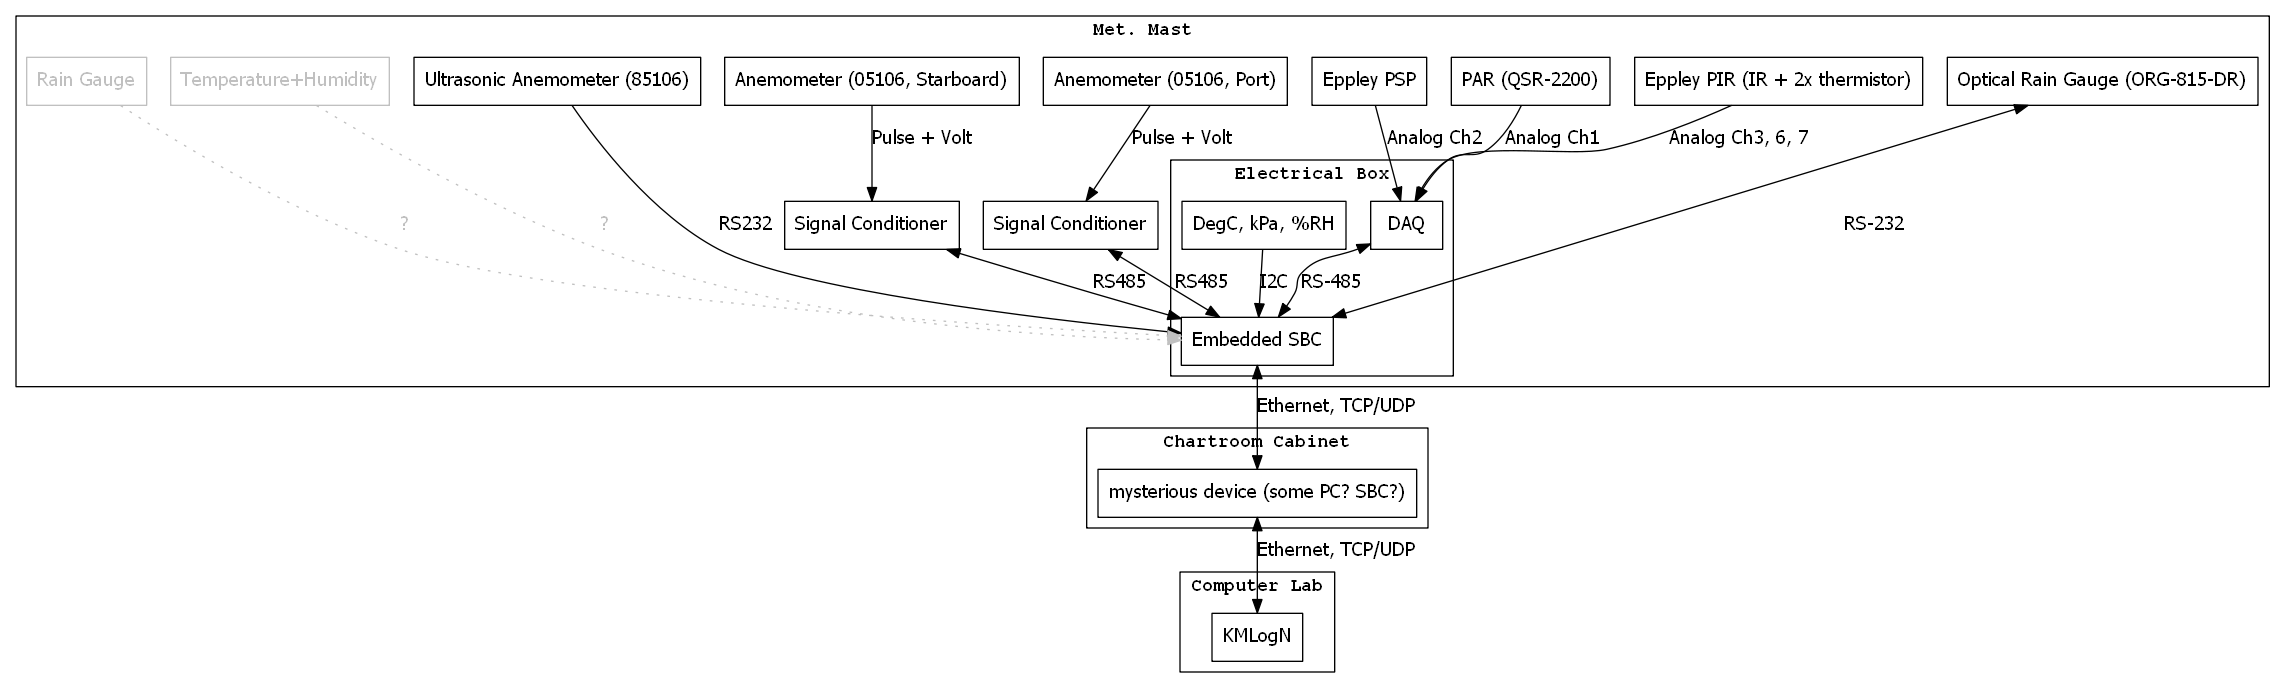 Met. Mast
Rain Gauge
Temperature+Humidity
Ultrasonic Anemometer (85106)
Anemometer (05106, Starboard)
Anemometer (05106, Port)
Eppley PSP
PAR (QSR-2200)
Eppley PIR (IR + 2x thermistor)
Optical Rain Gauge (ORG-815-DR)
Pulse + Volt
Pulse + Volt
Analog Ch2
Analog Ch1
Analog Ch3, 6, 7
Electrical Box
?
?
RS232
Signal Conditioner
Signal Conditioner
DegC, kPa, %RH
DAQ
RS-232
RS485
RS485
I2C
RS-485
Embedded SBC
Ethernet, TCP/UDP
Chartroom Cabinet
mysterious device (some PC? SBC?)
Ethernet, TCP/UDP
Computer Lab
KMLogN